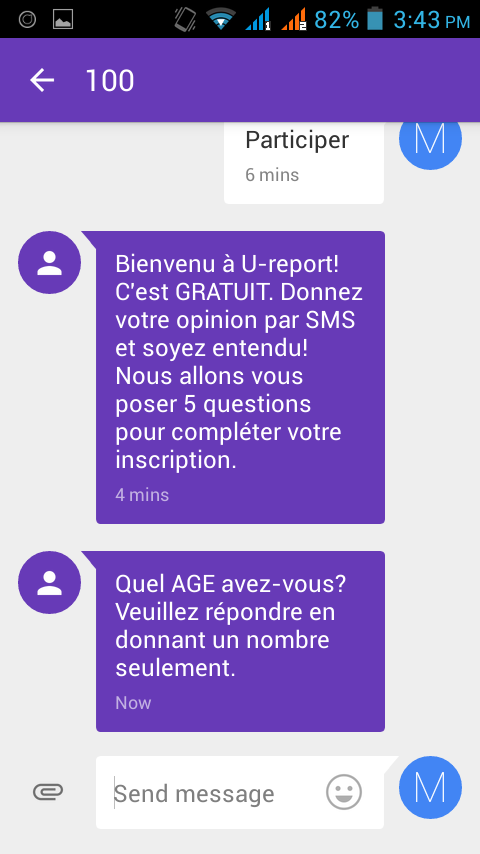 82% 3:43 PM
100
Participer
M
6 mins
Bienvenu à U-report!
C'est GRATUIT. Donnez
votre opinion par SMS
et soyez entendu!
Nous allons vous
poser 5 questions
pour compléter votre
inscription.
4 mins
Quel AGE avez-vous?
Veuillez répondre en
donnant un nombre
seulement.
Now
Send message
M